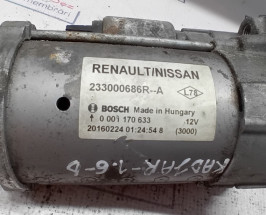 RENAULT/NISSAN
233000686R--A
L78
BOSCH Made in Hungary
0 001 170 633 12V
20160224 01:24:54 8 (3000)
KADJAR-1.6-D